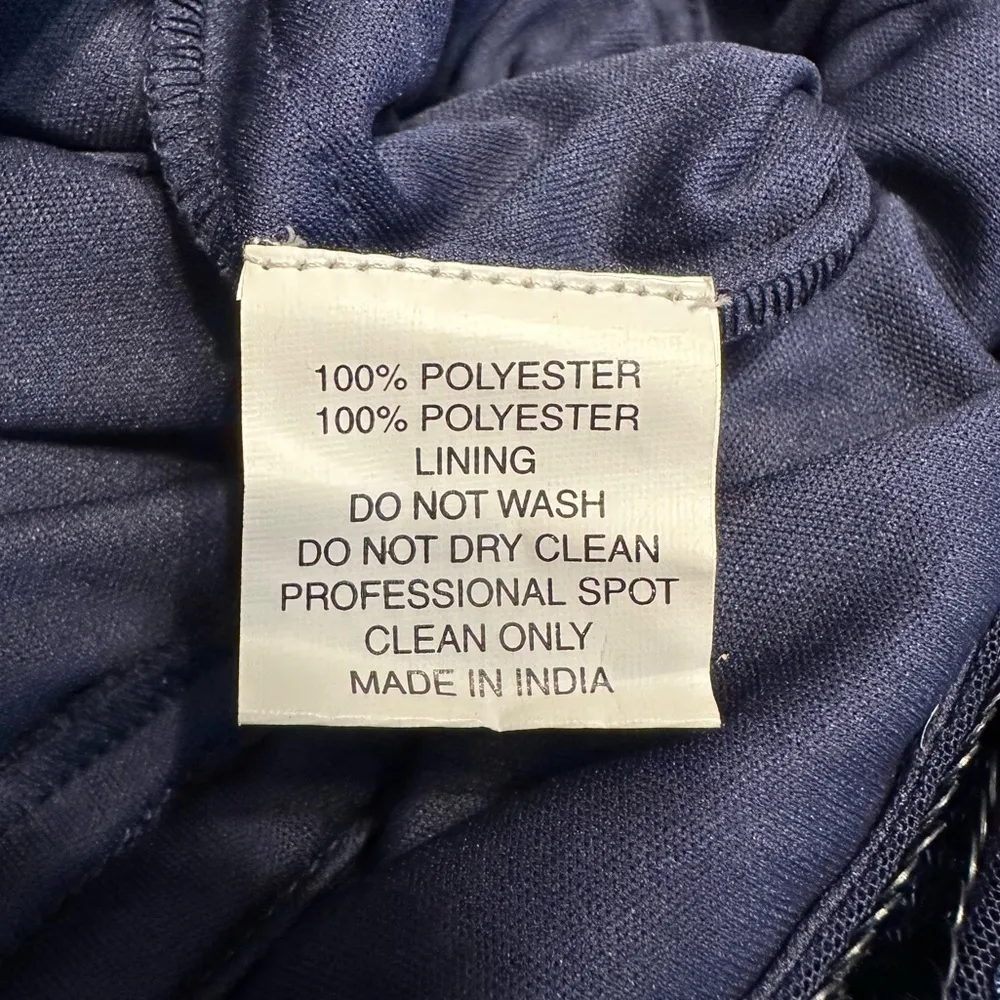 100% POLYESTER
100% POLYESTER
LINING
DO NOT WASH
DO NOT DRY CLEAN
PROFESSIONAL SPOT
CLEAN ONLY
MADE IN INDIA